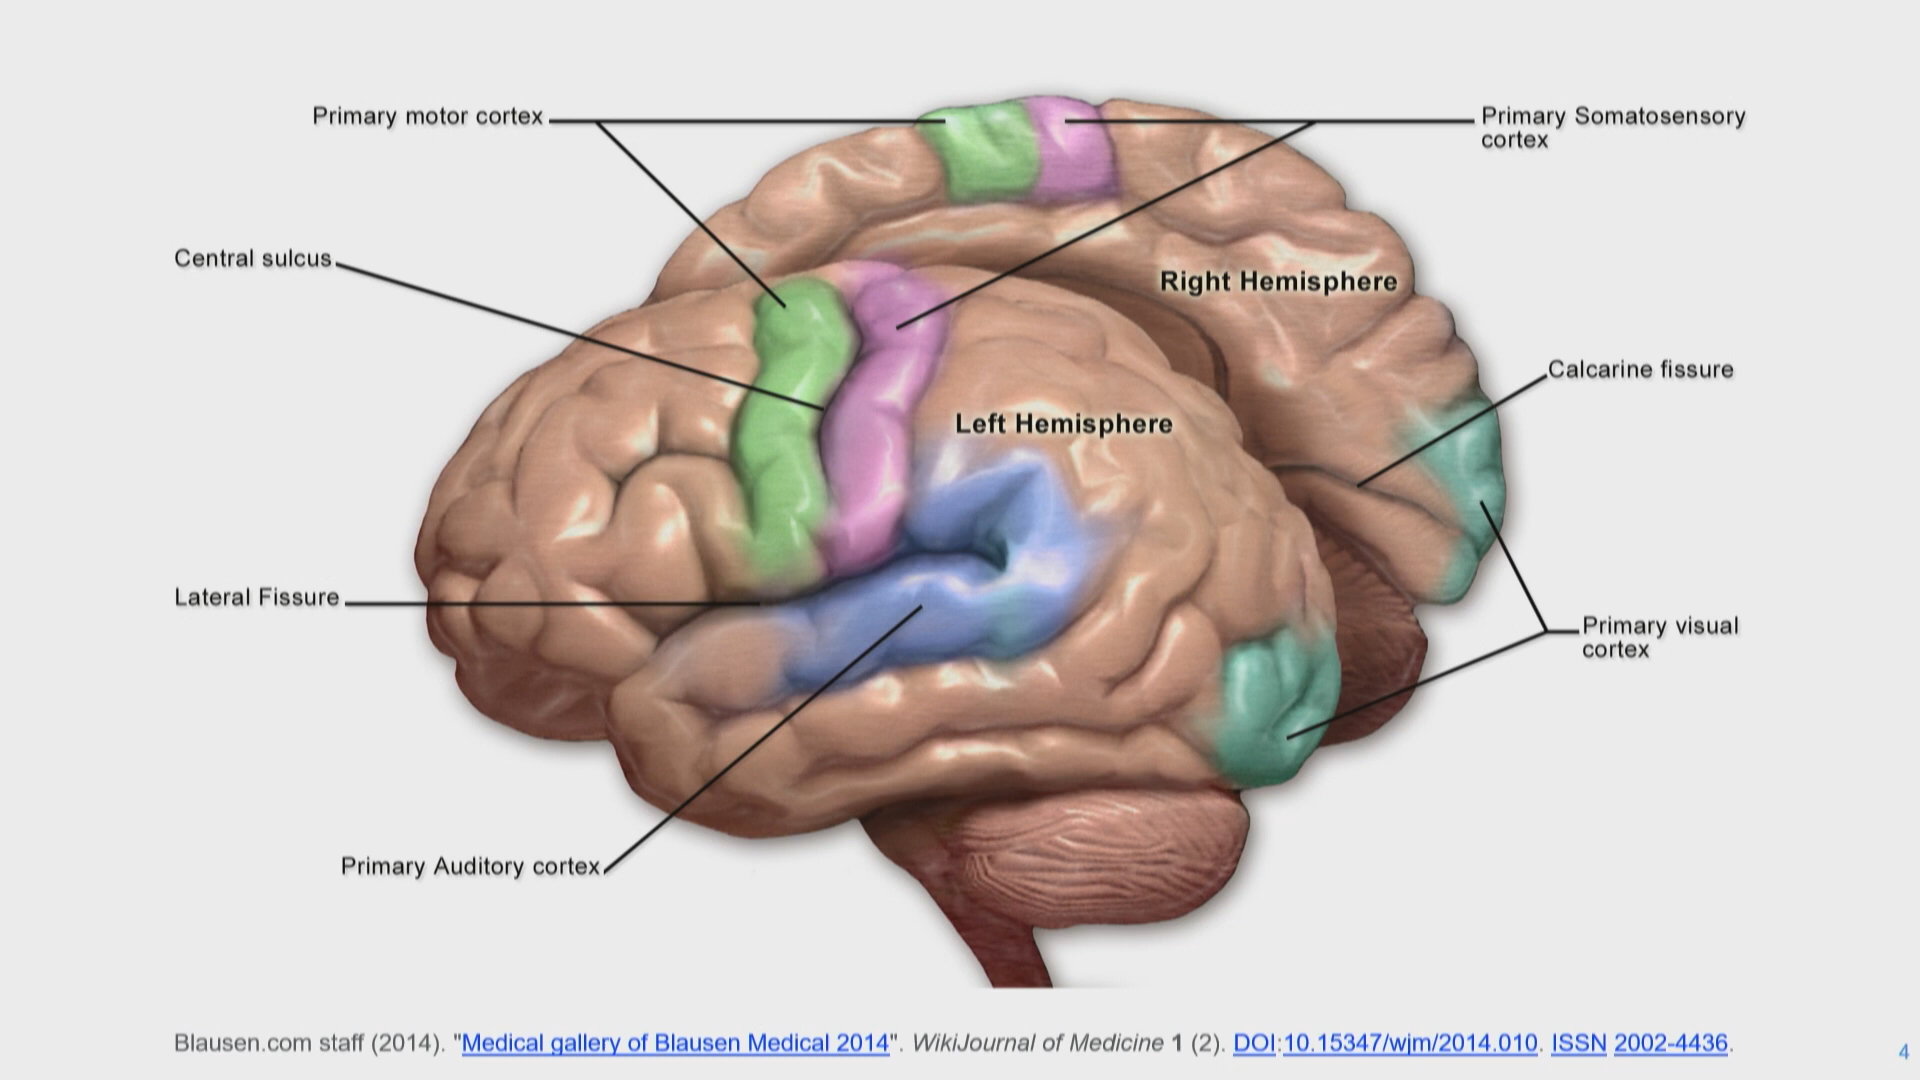 Primary motor cortex
Primary Somatosensory
cortex
Central sulcus
Right Hemisphere
Calcarine fissure
Left Hemisphere
Lateral Fissure
Primary visual
cortex
Primary Auditory cortex
Blausen.com staff (2014). "Medical gallery of Blausen Medical 2014". WikiJournal of Medicine 1 (2). DOI:10.15347/wjm/2014.010. ISSN 2002-4436.
4